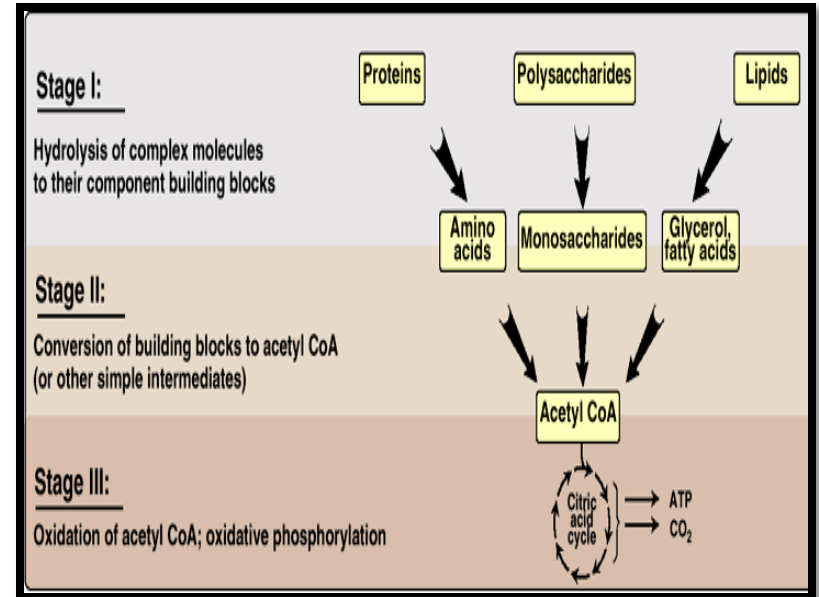 Stage I:
Hydrolysis of complex molecules
to their component building blocks
Proteins
Polysaccharides
Lipids
Amino
acids
Monosaccharides
Glycerol,
fatty acids
Stage II:
Conversion of building blocks to acetyl CoA
(or other simple intermediates)
Acetyl CoA
Stage III:
Oxidation of acetyl CoA; oxidative phosphorylation
Citric
acid
cycle
ATP
CO₂